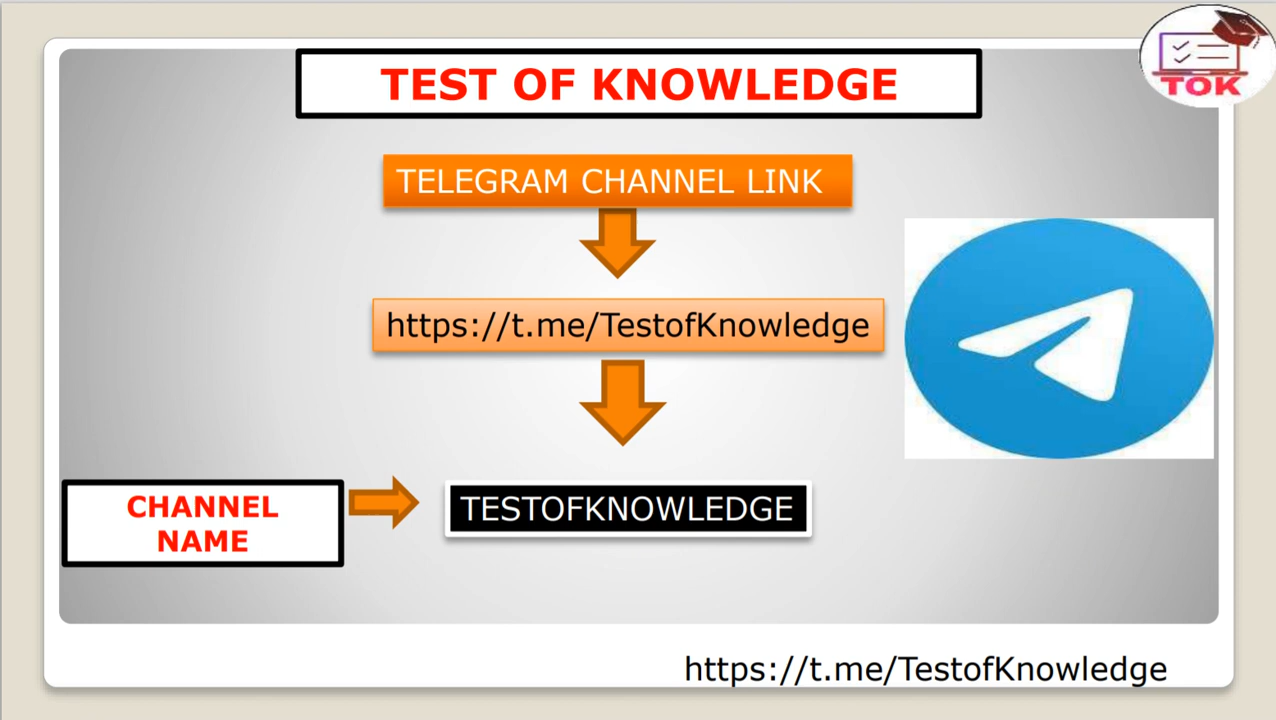 TEST OF KNOWLEDGE
TOK
TELEGRAM CHANNEL LINK
https://t.me/TestofKnowledge
CHANNEL
NAME
TESTOFKNOWLEDGE
https://t.me/TestofKnowledge